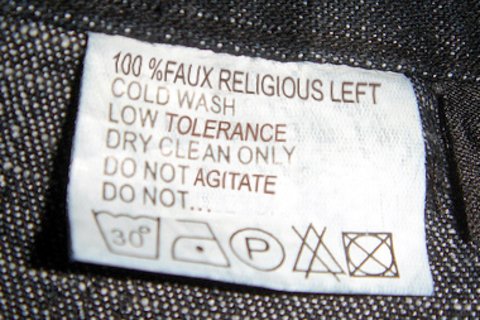 100 %FAUX RELIGIOUS LEFT
COLD WASH
LOW TOLERANCE
DRY CLEAN ONLY
DO NOT AGITATE
DO NOT...
30° P